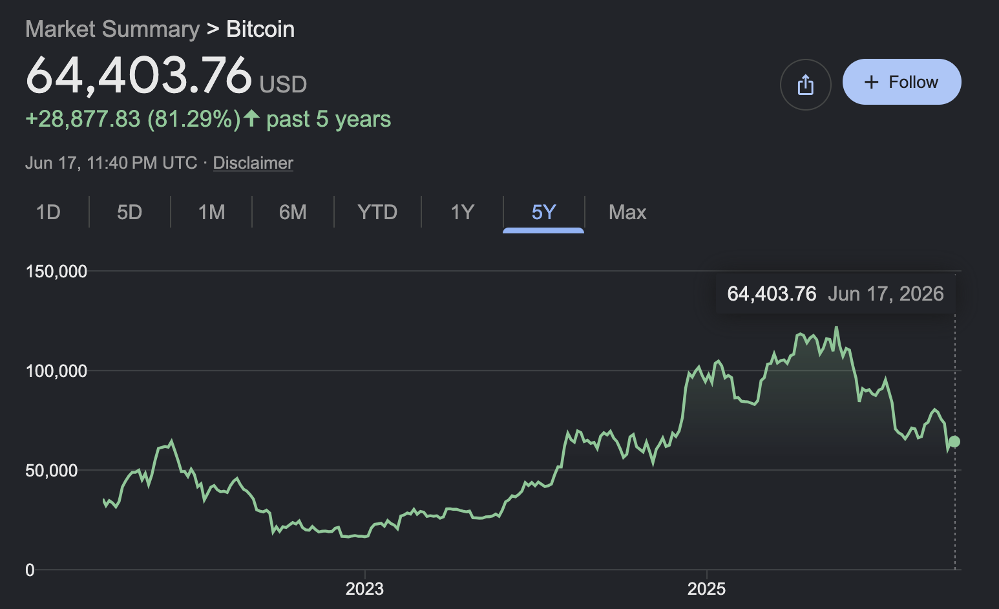 Market Summary > Bitcoin
64,403.76 USD
+ Follow
+28,877.83 (81.29%)↑ past 5 years
Jun 17, 11:40 PM UTC · Disclaimer
1D 5D 1M 6M YTD 1Y 5Y Max
150,000
64,403.76 Jun 17, 2026
100,000
50,000
0
2023 2025